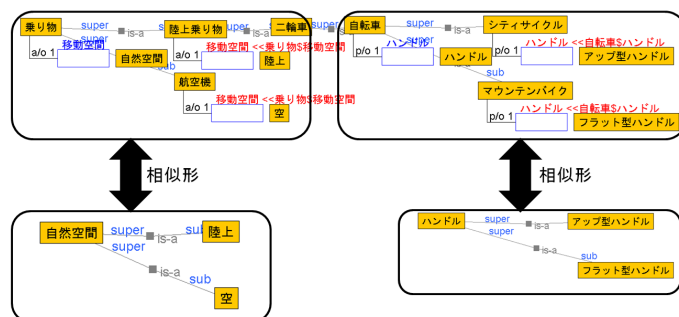 乗り物 super is-a 陸上乗り物 super is-a 二輪車
super
a/o 1 移動空間 自然空間
a/o 1 移動空間 <<乗り物$移動空間 陸上
sub
航空機
a/o 1 移動空間 <<乗り物$移動空間 空
自転車 super is-a シティサイクル
super
p/o 1 ハンドル ハンドル
p/o 1 ハンドル <<自転車$ハンドル アップ型ハンドル
sub
マウンテンバイク
p/o 1 ハンドル <<自転車$ハンドル フラット型ハンドル
相似形
相似形
自然空間 super is-a sub 陸上
super
is-a
sub
空
ハンドル super is-a アップ型ハンドル
super
is-a
sub
フラット型ハンドル